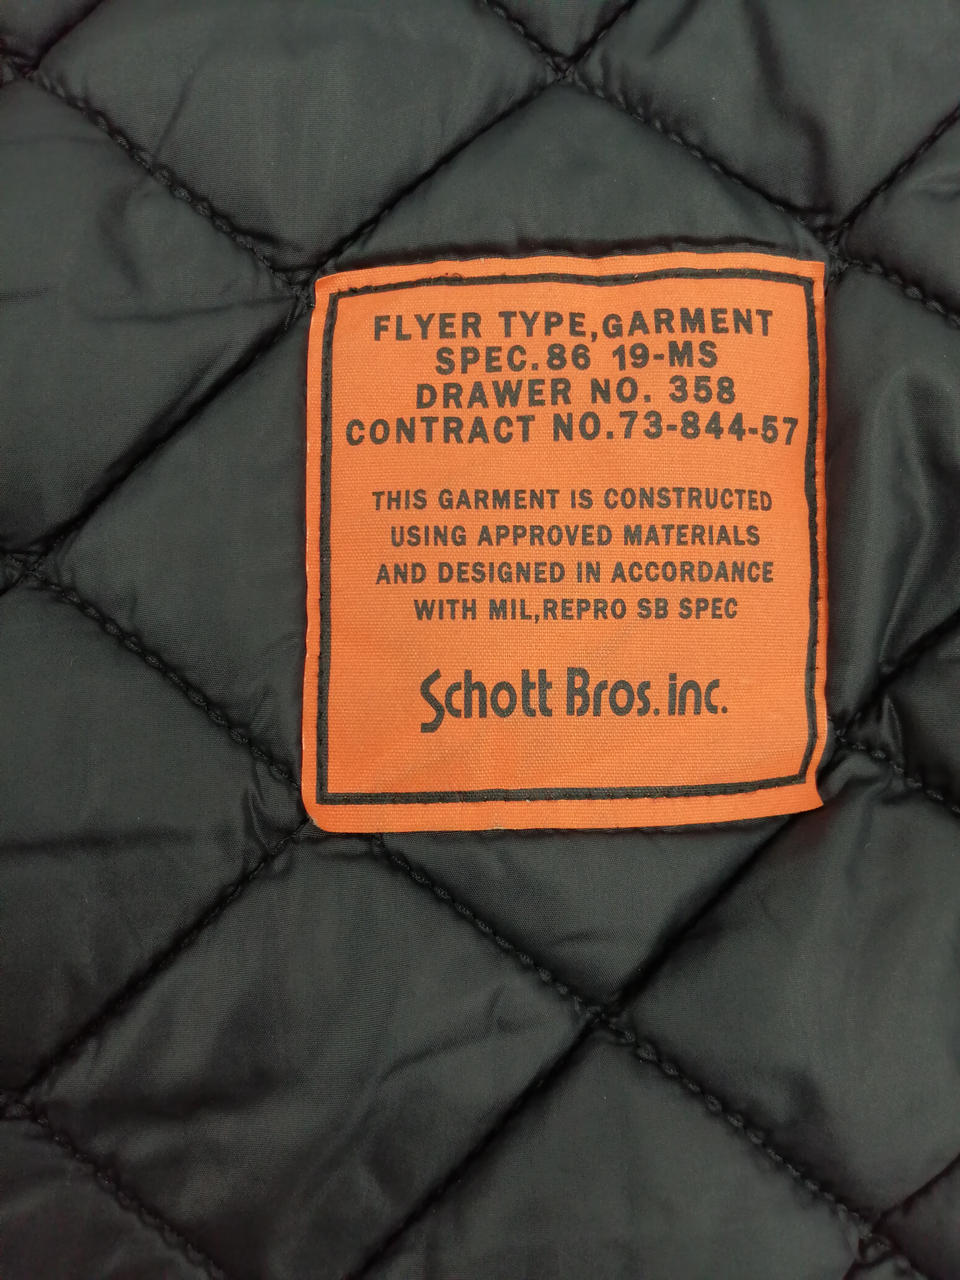 FLYER TYPE,GARMENT
SPEC.86 19-MS
DRAWER NO. 358
CONTRACT NO.73-844-57
THIS GARMENT IS CONSTRUCTED
USING APPROVED MATERIALS
AND DESIGNED IN ACCORDANCE
WITH MIL,REPRO SB SPEC
Schott Bros. inc.